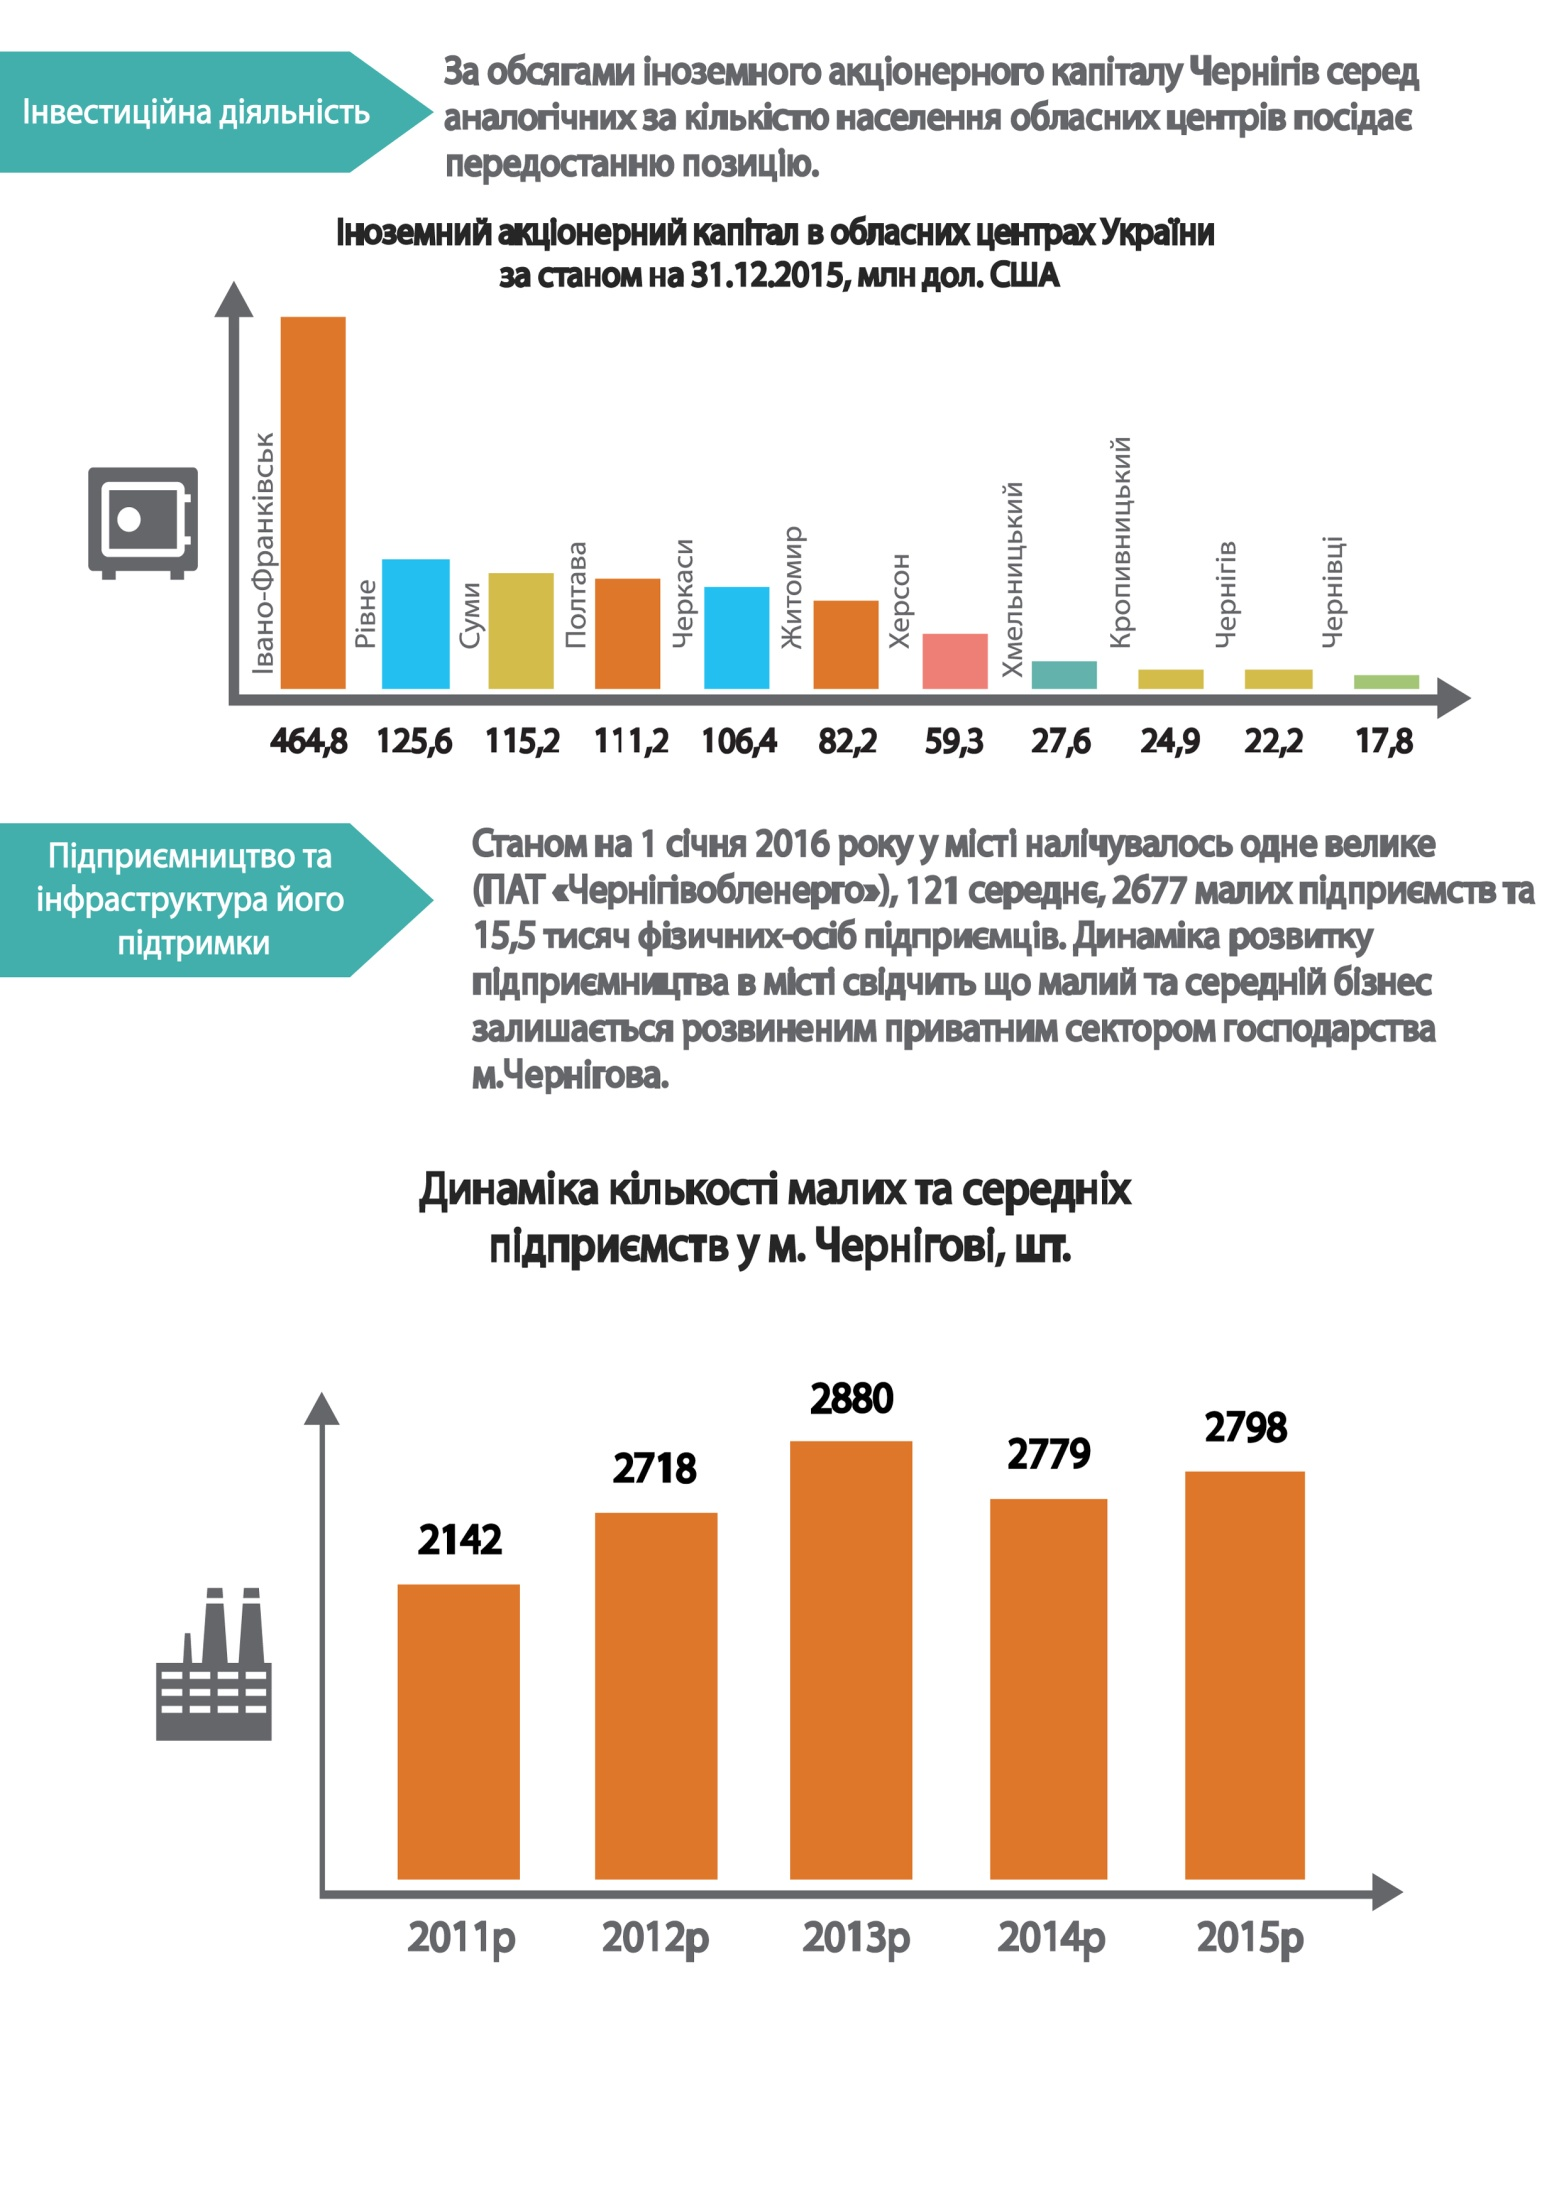 Інвестиційна діяльність
За обсягами іноземного акціонерного капіталу Чернігів серед
аналогічних за кількістю населення обласних центрів посідає
передостанню позицію.
Іноземний акціонерний капітал в обласних центрах України
за станом на 31.12.2015, млн дол. США
Івано-Франківськ
Рівне
Суми
Полтава
Черкаси
Житомир
Херсон
Хмельницький
Кропивницький
Чернігів
Чернівці
464,8 125,6 115,2 111,2 106,4 82,2 59,3 27,6 24,9 22,2 17,8
Підприємництво та
інфраструктура його
підтримки
Станом на 1 січня 2016 року у місті налічувалось одне велике
(ПАТ «Чернігівобленерго»), 121 середнє, 2677 малих підприємств та
15,5 тисяч фізичних-осіб підприємців. Динаміка розвитку
підприємництва в місті свідчить що малий та середній бізнес
залишається розвиненим приватним сектором господарства
м.Чернігова.
Динаміка кількості малих та середніх
підприємств у м. Чернігові, шт.
2142
2718
2880
2779
2798
2011р 2012р 2013р 2014р 2015р